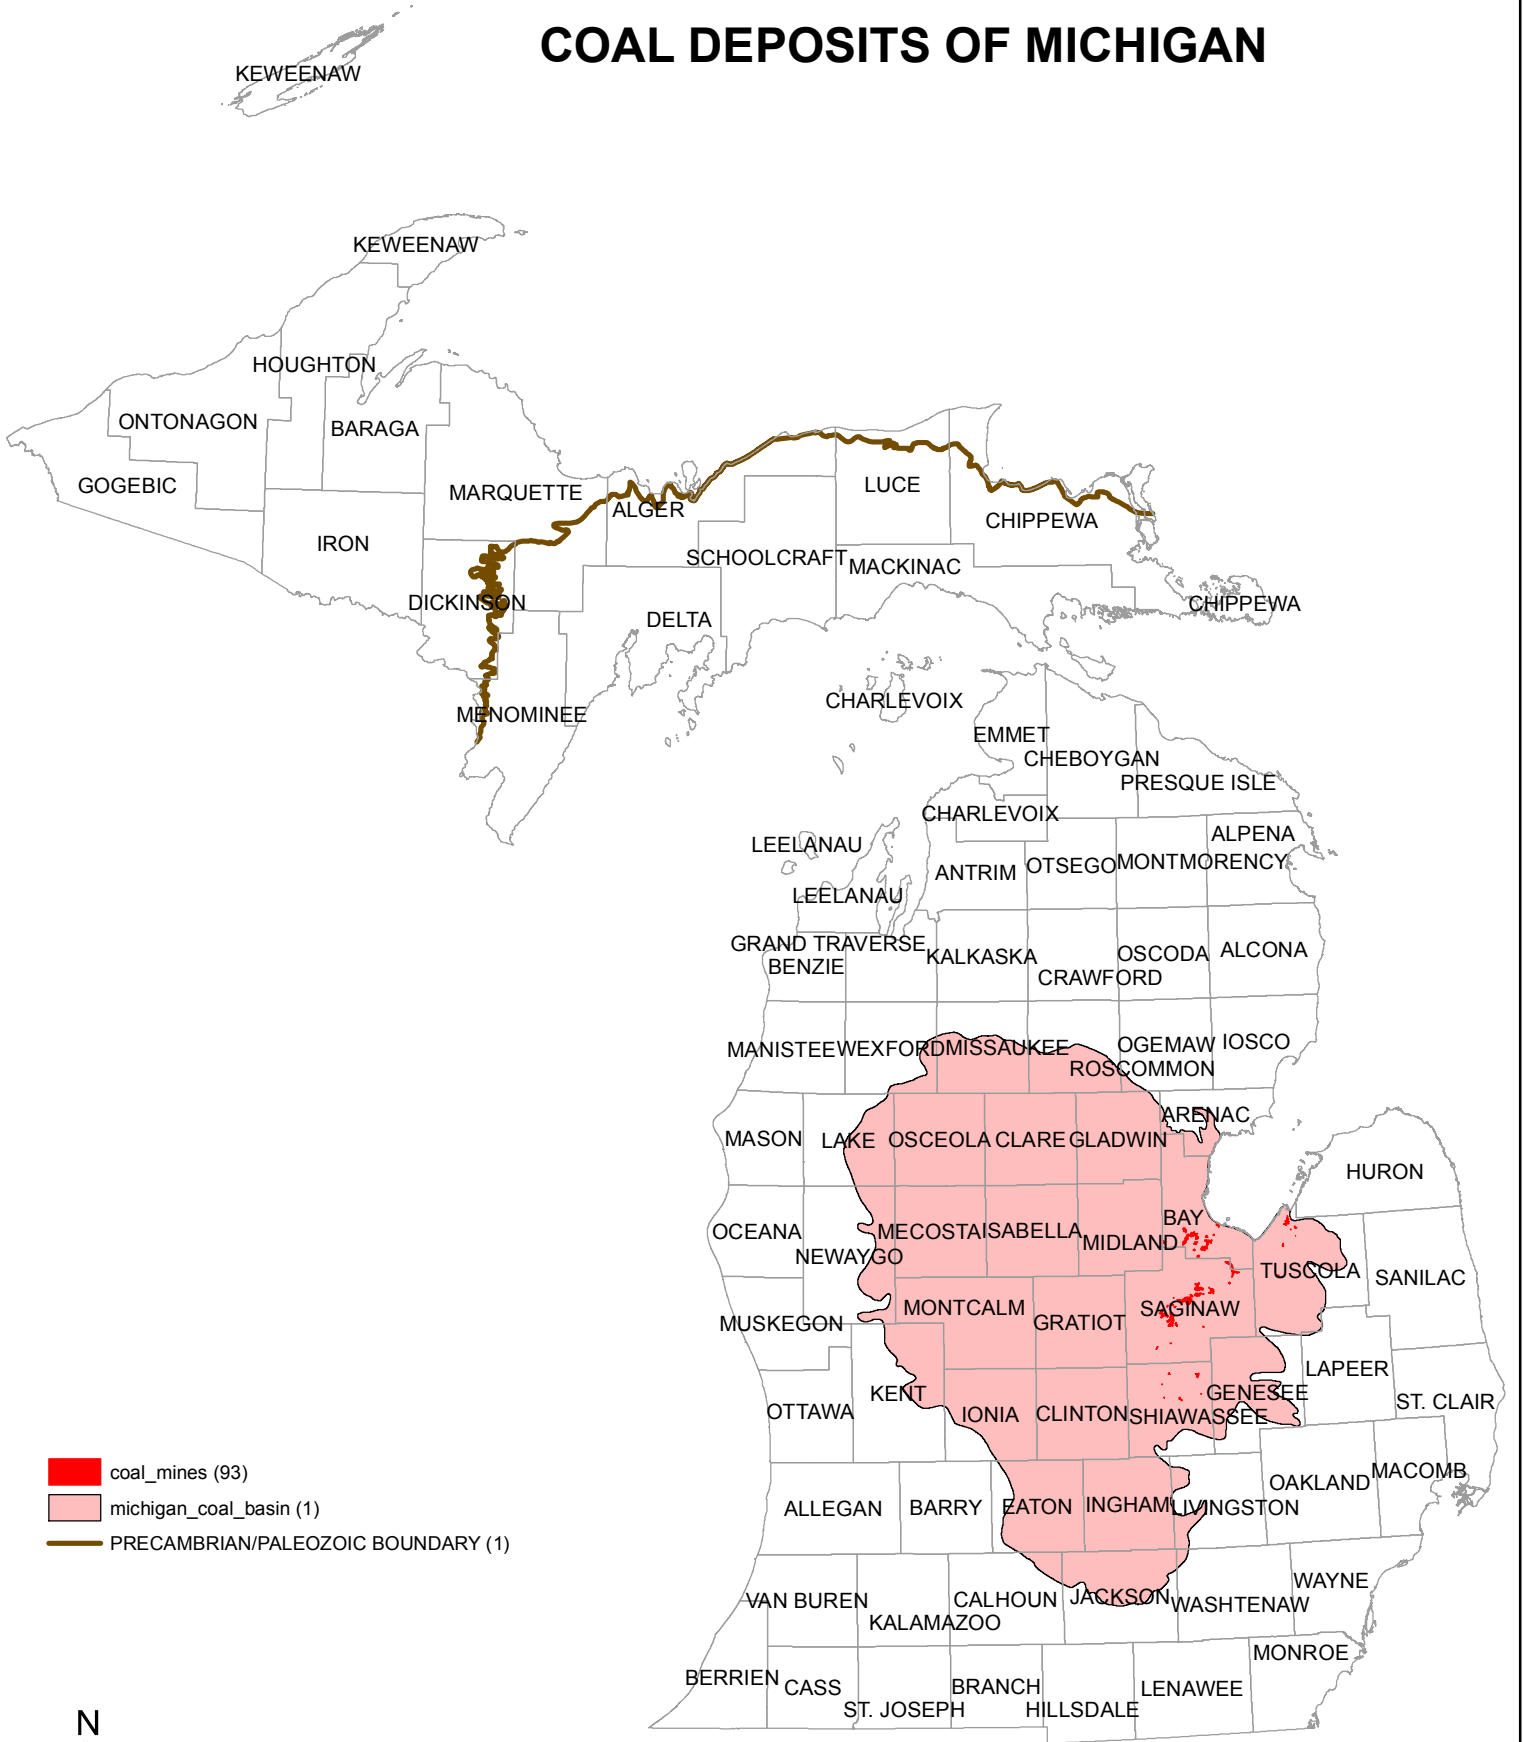 COAL DEPOSITS OF MICHIGAN
KEWEENAW
KEWEENAW
HOUGHTON
ONTONAGON
BARAGA
GOGEBIC
MARQUETTE
LUCE
ALGER
CHIPPEWA
IRON
SCHOOLCRAFT
MACKINAC
DICKINSON
CHIPPEWA
DELTA
CHARLEVOIX
MENOMINEE
EMMET
CHEBOYGAN
PRESQUE ISLE
CHARLEVOIX
ALPENA
LEELANAU
OTSEGO
MONTMORENCY
ANTRIM
LEELANAU
GRAND TRAVERSE
KALKASKA
OSCODA
ALCONA
BENZIE
CRAWFORD
MANISTEE
WEXFORD
MISSAUKEE
OGEMAW
IOSCO
ROSCOMMON
ARENAC
MASON
LAKE
OSCEOLA
CLARE
GLADWIN
HURON
BAY
OCEANA
MECOSTA
ISABELLA
MIDLAND
NEWAYGO
TUSCOLA
SANILAC
MONTCALM
SAGINAW
MUSKEGON
GRATIOT
LAPEER
KENT
GENESEE
ST. CLAIR
OTTAWA
IONIA
CLINTON
SHIAWASSEE
coal_mines (93)
MACOMB
OAKLAND
michigan_coal_basin (1)
ALLEGAN
BARRY
EATON
INGHAM
LIVINGSTON
PRECAMBRIAN/PALEOZOIC BOUNDARY (1)
WAYNE
VAN BUREN
CALHOUN
JACKSON
WASHTENAW
KALAMAZOO
MONROE
BERRIEN
CASS
BRANCH
LENAWEE
ST. JOSEPH
HILLSDALE
N